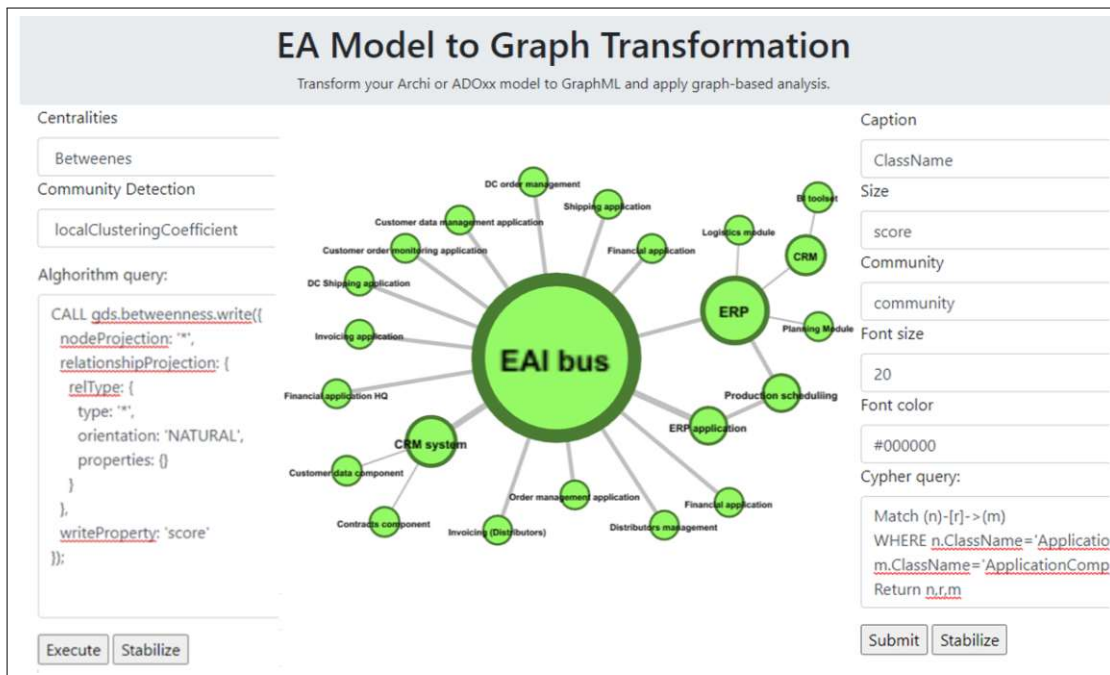 EA Model to Graph Transformation
Transform your Archi or ADOxx model to GraphML and apply graph-based analysis.
Centralities
Betweenes
Community Detection
localClusteringCoefficient
Alghorithm query:
CALL gds.betweenness.write({
nodeProjection: '*',
relationshipProjection: {
relType: {
type: '*',
orientation: 'NATURAL',
properties: {}
}
},
writeProperty: 'score'
});
Execute
Stabilize
DC order management
Shipping application
Customer data management application
Customer order monitoring application
Financial application
DC Shipping application
Invoicing application
Financial application HQ
EAI bus
BI toolset
Logistics module
CRM
ERP
Planning Module
Production scheduliing
ERP application
CRM system
Customer data component
Contracts component
Invoicing (Distributors)
Order management application
Distributors management
Financial application
Caption
ClassName
Size
score
Community
community
Font size
20
Font color
#000000
Cypher query:
Match (n)-[r]->(m)
WHERE n.ClassName='Applicatio
m.ClassName='ApplicationComp
Return n,r,m
Submit
Stabilize